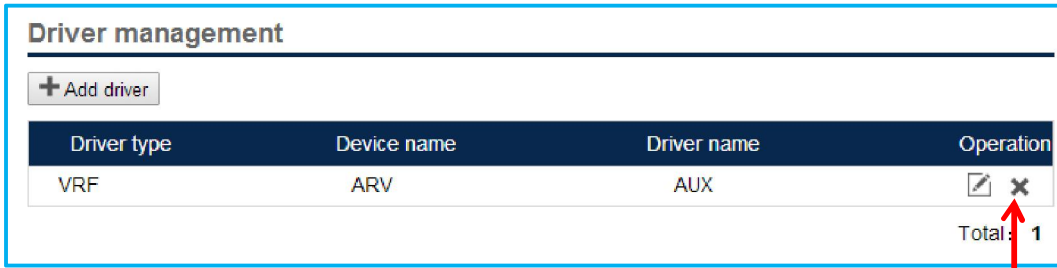 Driver management
Add driver
Driver type Device name Driver name Operation
VRF ARV AUX
Total: 1